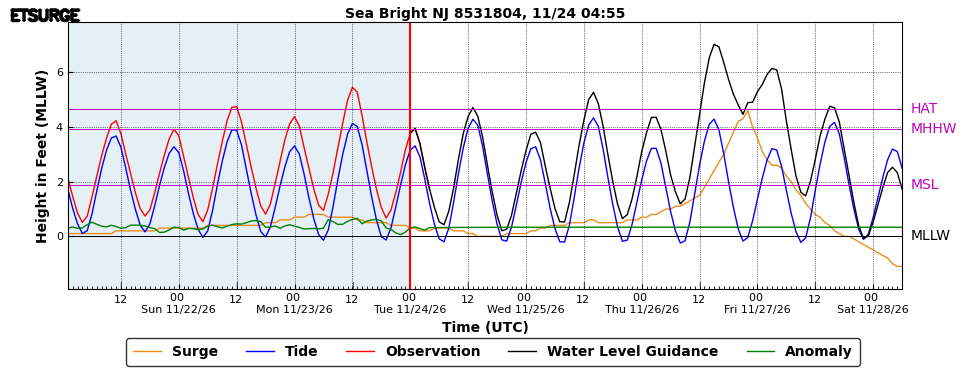 ETSURGE
Sea Bright NJ 8531804, 11/24 04:55
Height in Feet (MLLW)
6
4
2
0
HAT
MHHW
MSL
MLLW
12 00 12 00 12 00 12 00 12 00 12 00 12 00
Sun 11/22/26 Mon 11/23/26 Tue 11/24/26 Wed 11/25/26 Thu 11/26/26 Fri 11/27/26 Sat 11/28/26
Time (UTC)
Surge Tide Observation Water Level Guidance Anomaly